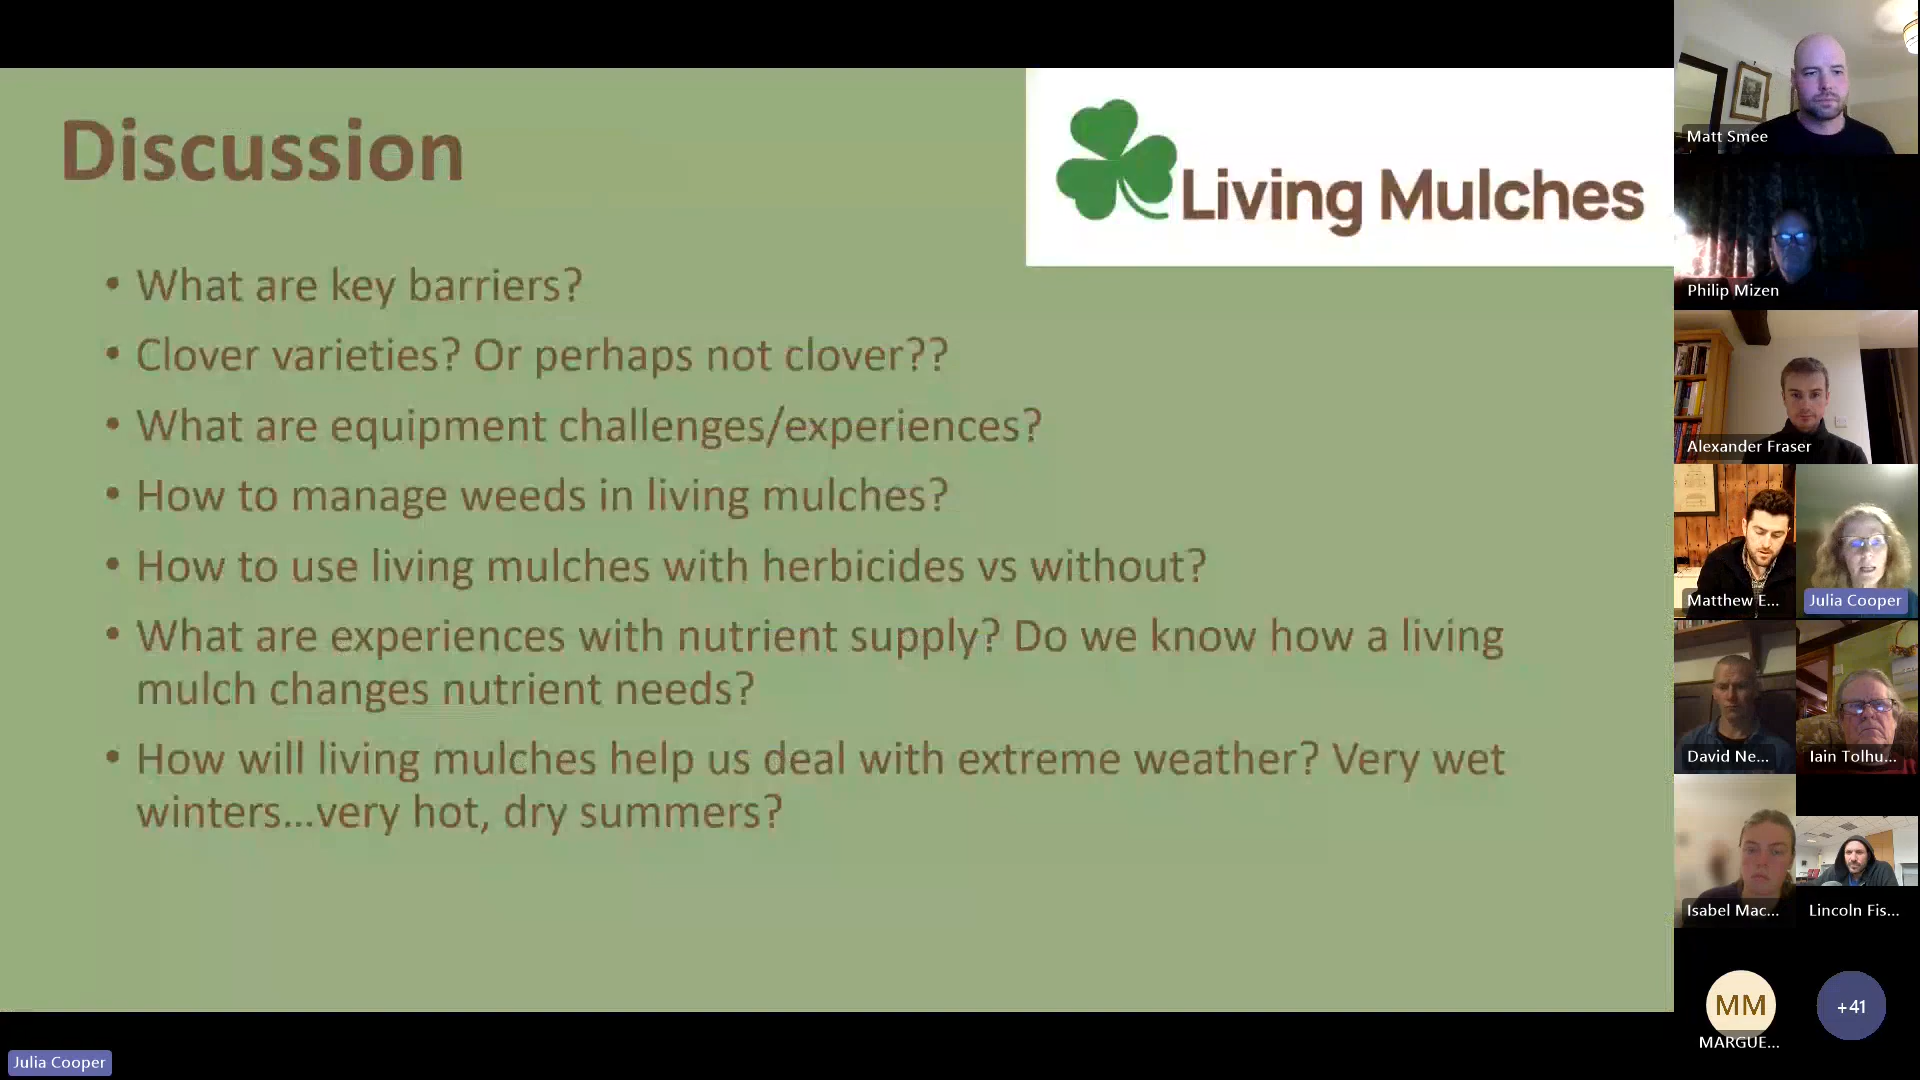 Discussion
Living Mulches
• What are key barriers?
• Clover varieties? Or perhaps not clover??
• What are equipment challenges/experiences?
• How to manage weeds in living mulches?
• How to use living mulches with herbicides vs without?
• What are experiences with nutrient supply? Do we know how a living
mulch changes nutrient needs?
• How will living mulches help us deal with extreme weather? Very wet
winters...very hot, dry summers?
Matt Smee
Philip Mizen
Alexander Fraser
Matthew E...
Julia Cooper
David Ne...
Iain Tolhu...
Isabel Mac...
Lincoln Fis...
MM
MARGUE...
+41
Julia Cooper